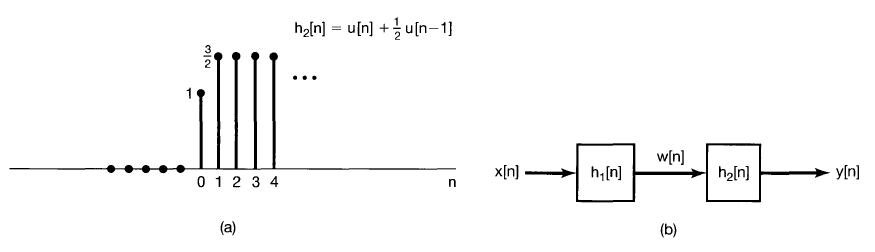 h₂[n] = u[n] + ½ u[n−1]
3/2
1
0 1 2 3 4 n
(a)
x[n] h₁[n] w[n] h₂[n] y[n]
(b)